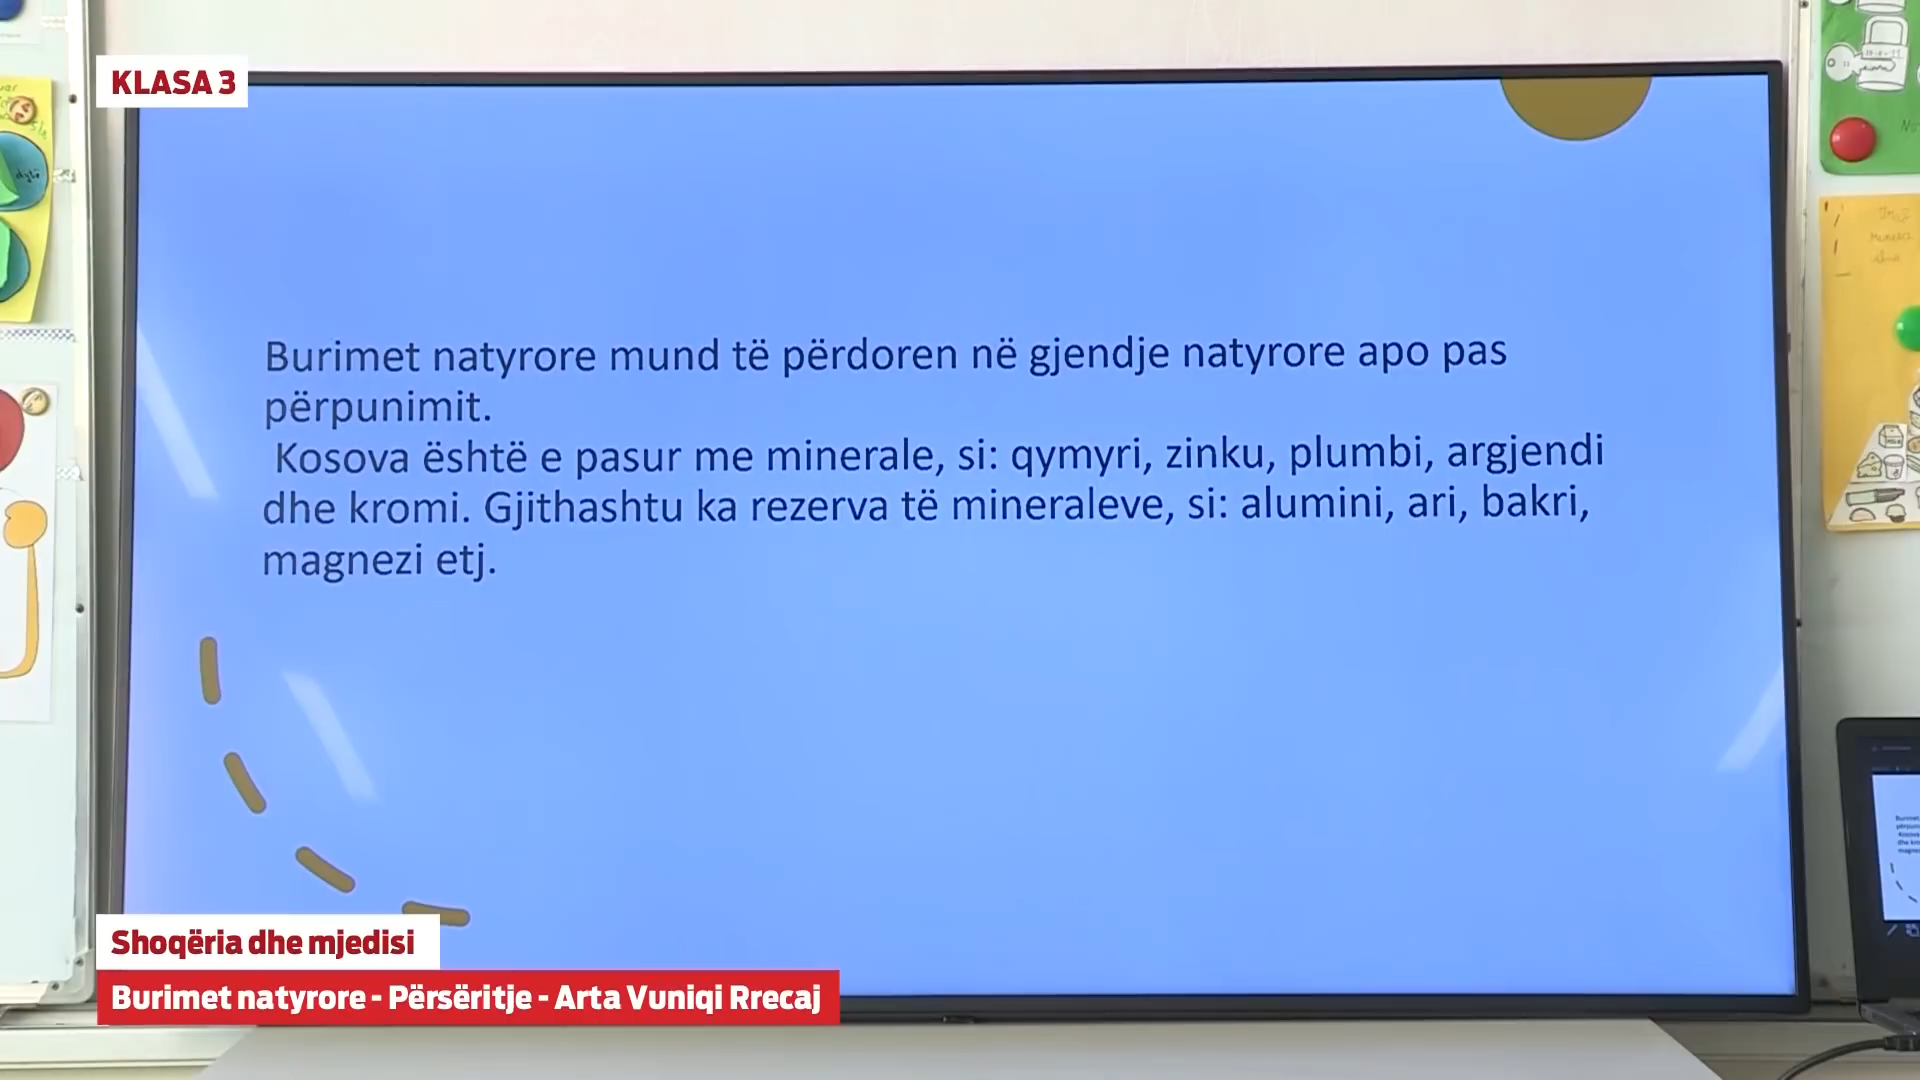 KLASA 3
Burimet natyrore mund të përdoren në gjendje natyrore apo pas
përpunimit.
Kosova është e pasur me minerale, si: qymyri, zinku, plumbi, argjendi
dhe kromi. Gjithashtu ka rezerva të mineraleve, si: alumini, ari, bakri,
magnezi etj.
Shoqëria dhe mjedisi
Burimet natyrore - Përsëritje - Arta Vuniqi Rrecaj